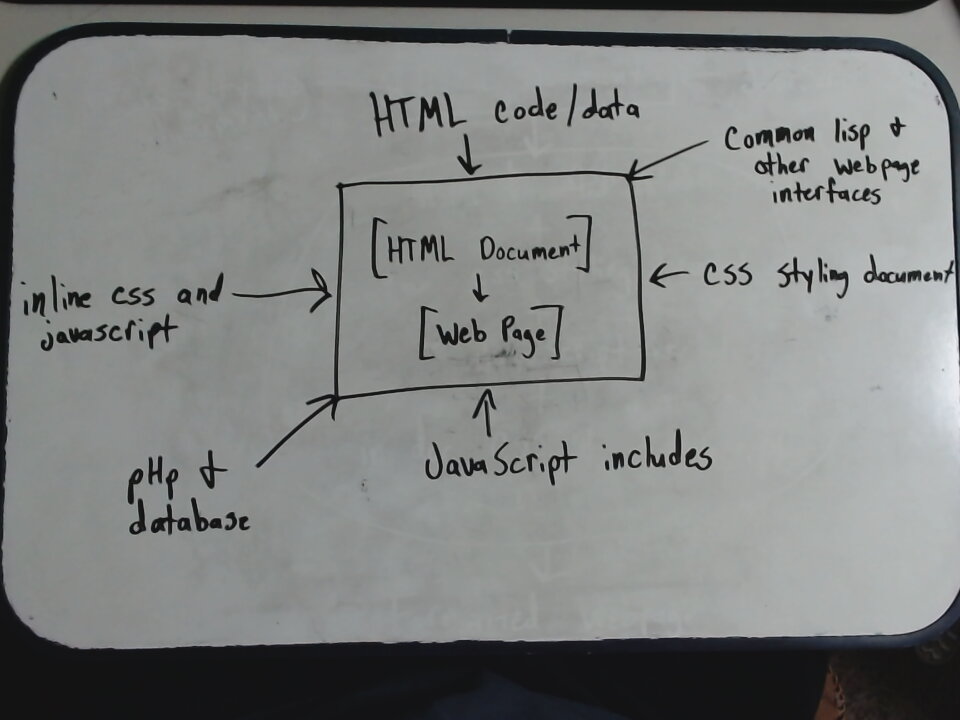 HTML code/data
Common lisp &
other webpage
interfaces
[HTML Document]
CSS styling document
inline css and
javascript
[Web Page]
JavaScript includes
pHp &
database